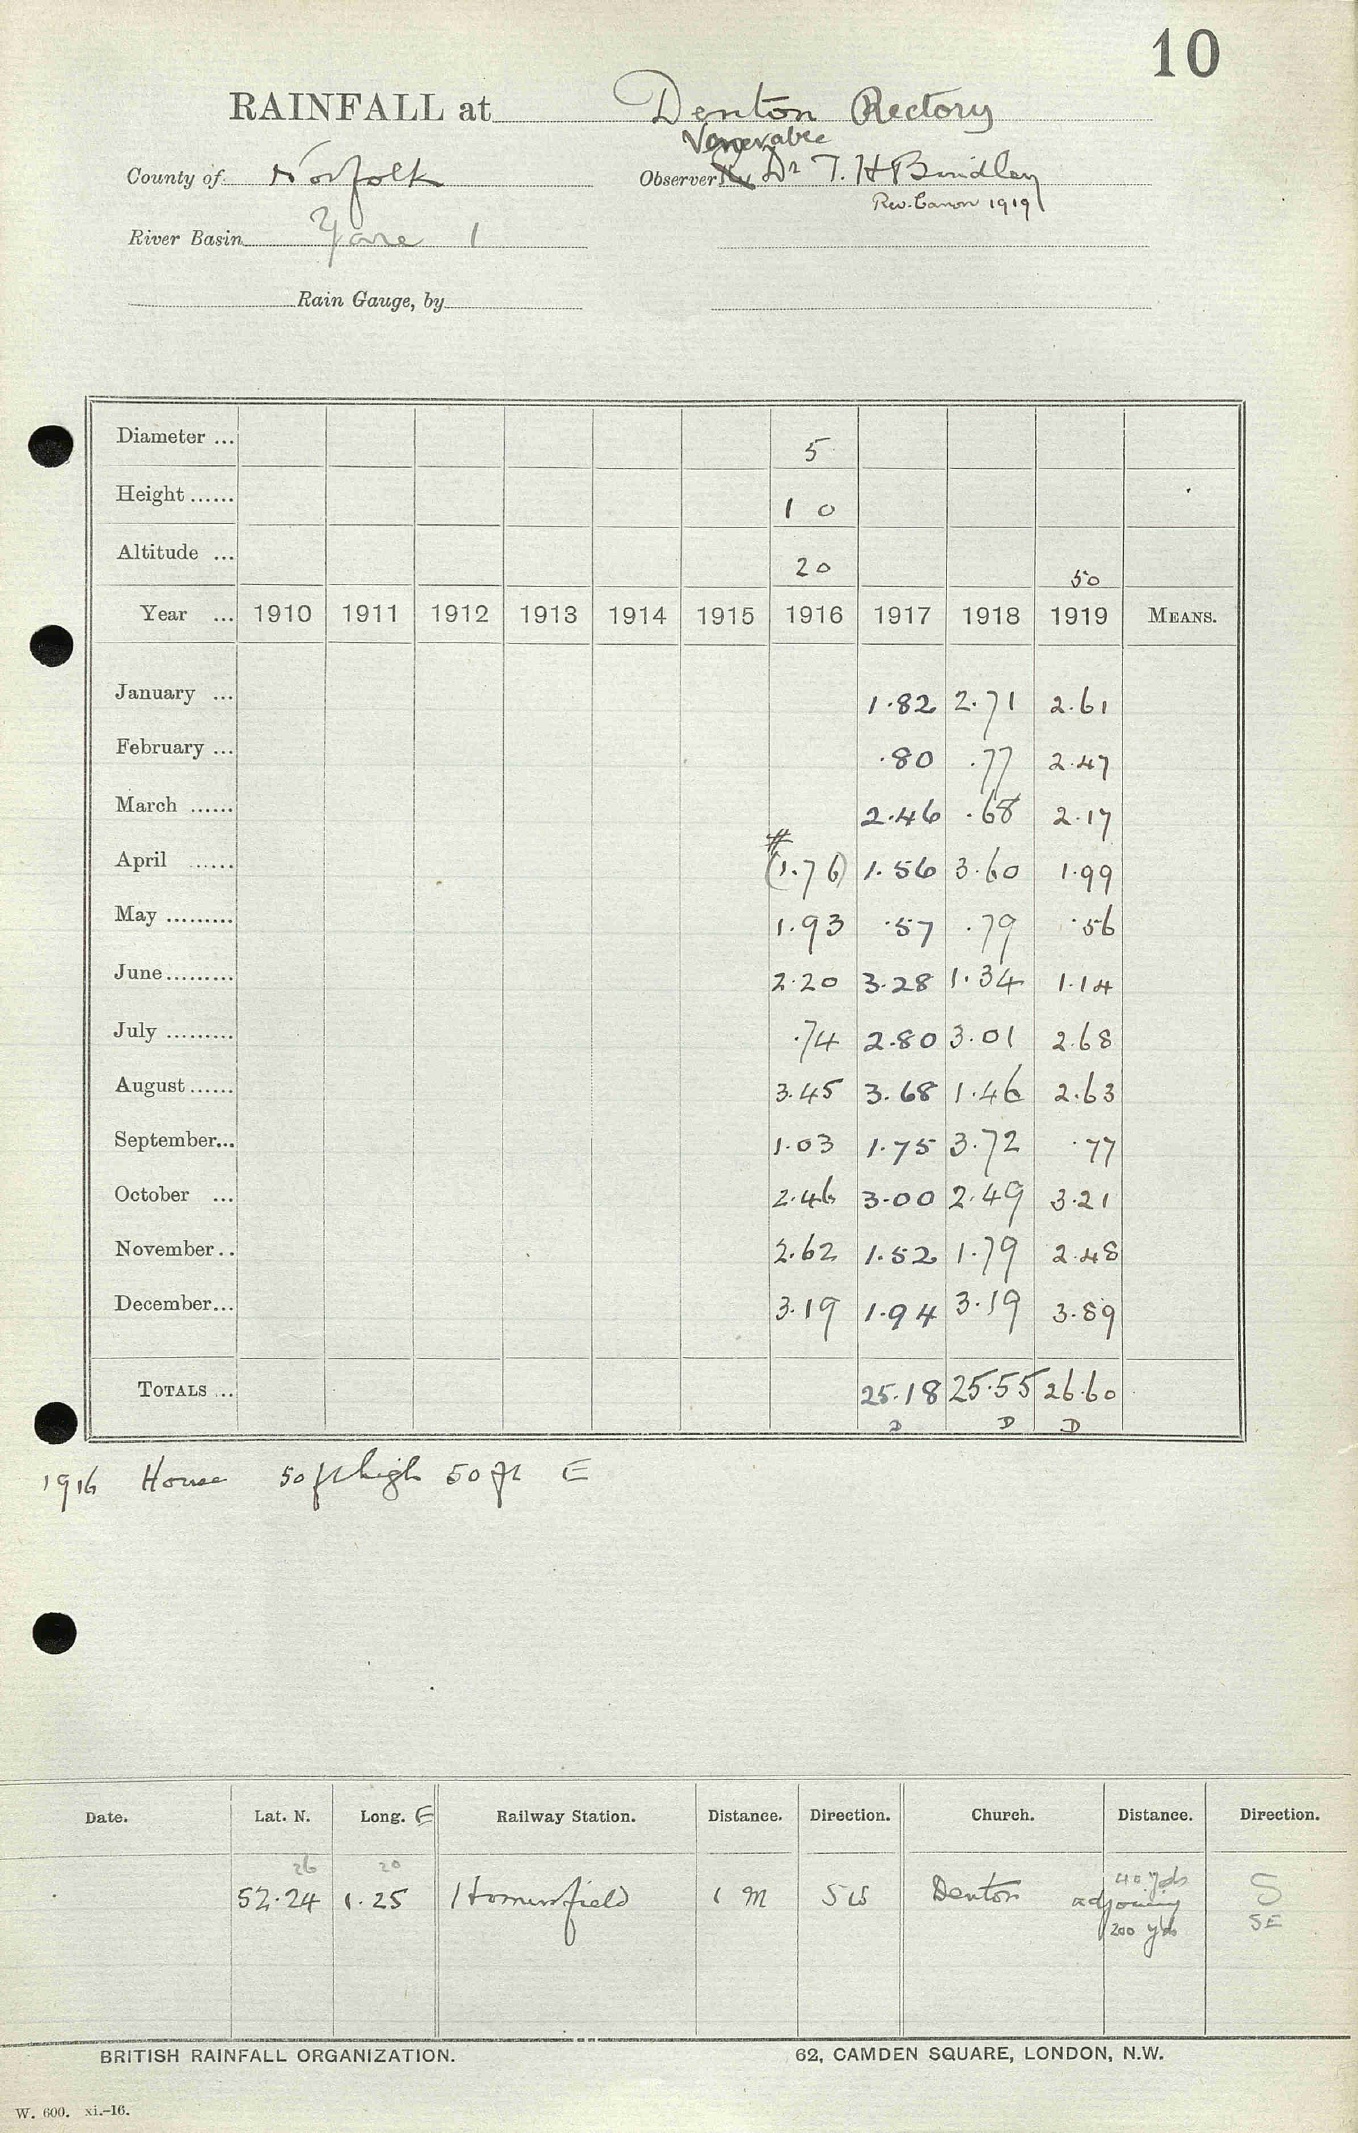 10
RAINFALL at Denton Rectory
Venerable
County of Norfolk Observer Dr T. H Bindley
Rev. Canon 1919
River Basin Yare 1
Rain Gauge, by
Diameter ... 5
Height ...... 1 0
Altitude ... 20 50
Year ... 1910 1911 1912 1913 1914 1915 1916 1917 1918 1919 MEANS.
January ... 1.82 2.71 2.61
February ... .80 .77 2.47
March ...... 2.46 .68 2.17
#
April ...... (1.76) 1.56 3.60 1.99
May ......... 1.93 .57 .79 .56
June ......... 2.20 3.28 1.34 1.14
July ......... .74 2.80 3.01 2.68
August ...... 3.45 3.68 1.46 2.63
September... 1.03 1.75 3.72 .77
October ... 2.46 3.00 2.49 3.21
November .. 2.62 1.52 1.79 2.48
December... 3.19 1.94 3.19 3.89
TOTALS ... 25.18 25.55 26.60
D D D
1916 House 50 ft high 50 ft E
Date. Lat. N. Long. E Railway Station. Distance. Direction. Church. Distance. Direction.
26 20 40 yds
52.24 1.25 Homersfield 1 m SW Denton adjoining S
200 yds SE
BRITISH RAINFALL ORGANIZATION. 62, CAMDEN SQUARE, LONDON, N.W.
W. 600. xi.-16.